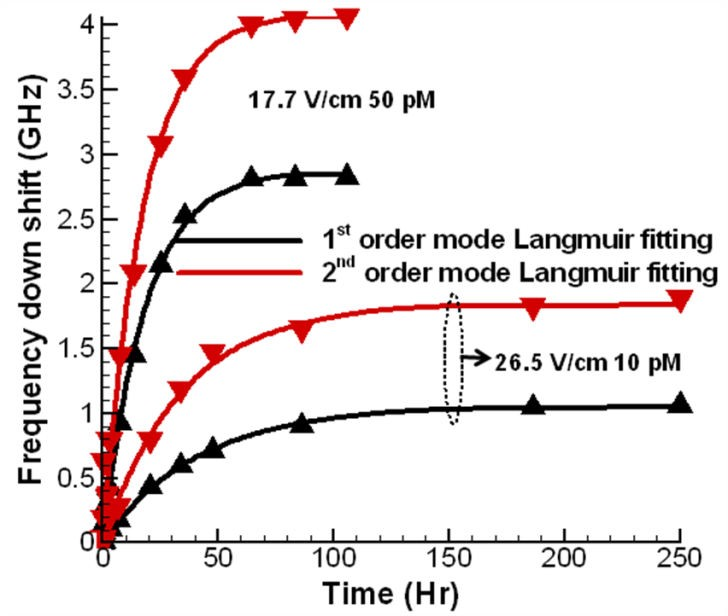 Frequency down shift (GHz)
4
3.5
3
2.5
2
1.5
1
0.5
0
17.7 V/cm 50 pM
1st order mode Langmuir fitting
2nd order mode Langmuir fitting
26.5 V/cm 10 pM
0 50 100 150 200 250
Time (Hr)